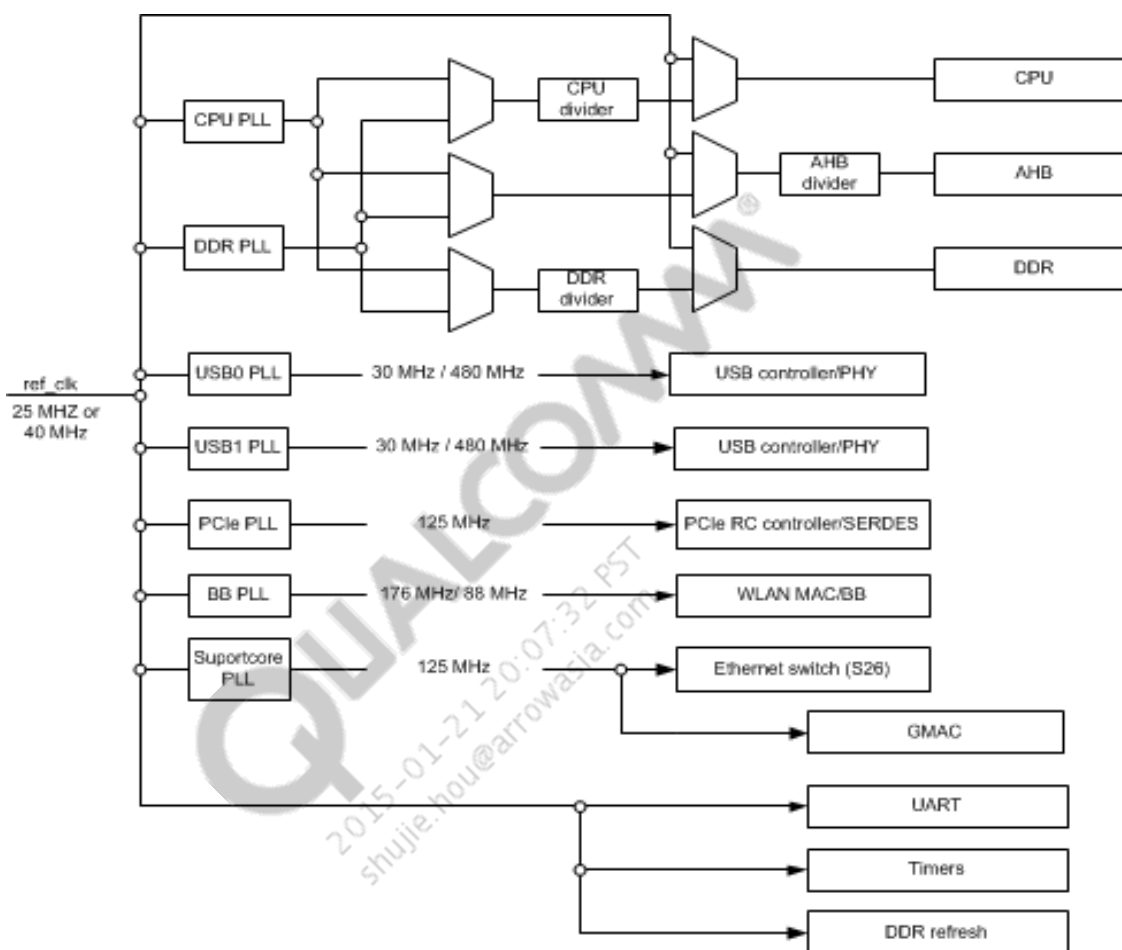 CPU
divider
CPU
CPU PLL
AHB
divider
AHB
DDR PLL
DDR
divider
DDR
ref_clk
25 MHZ or
40 MHz
USB0 PLL
30 MHz / 480 MHz
USB controller/PHY
USB1 PLL
30 MHz / 480 MHz
USB controller/PHY
PCIe PLL
125 MHz
PCIe RC controller/SERDES
BB PLL
176 MHz/ 88 MHz
WLAN MAC/BB
Suportcore
PLL
125 MHz
Ethernet switch (S26)
GMAC
UART
Timers
DDR refresh
QUALCOMM®
2015-01-21 20:07:32 PST
shujie.hou@arrowasia.com